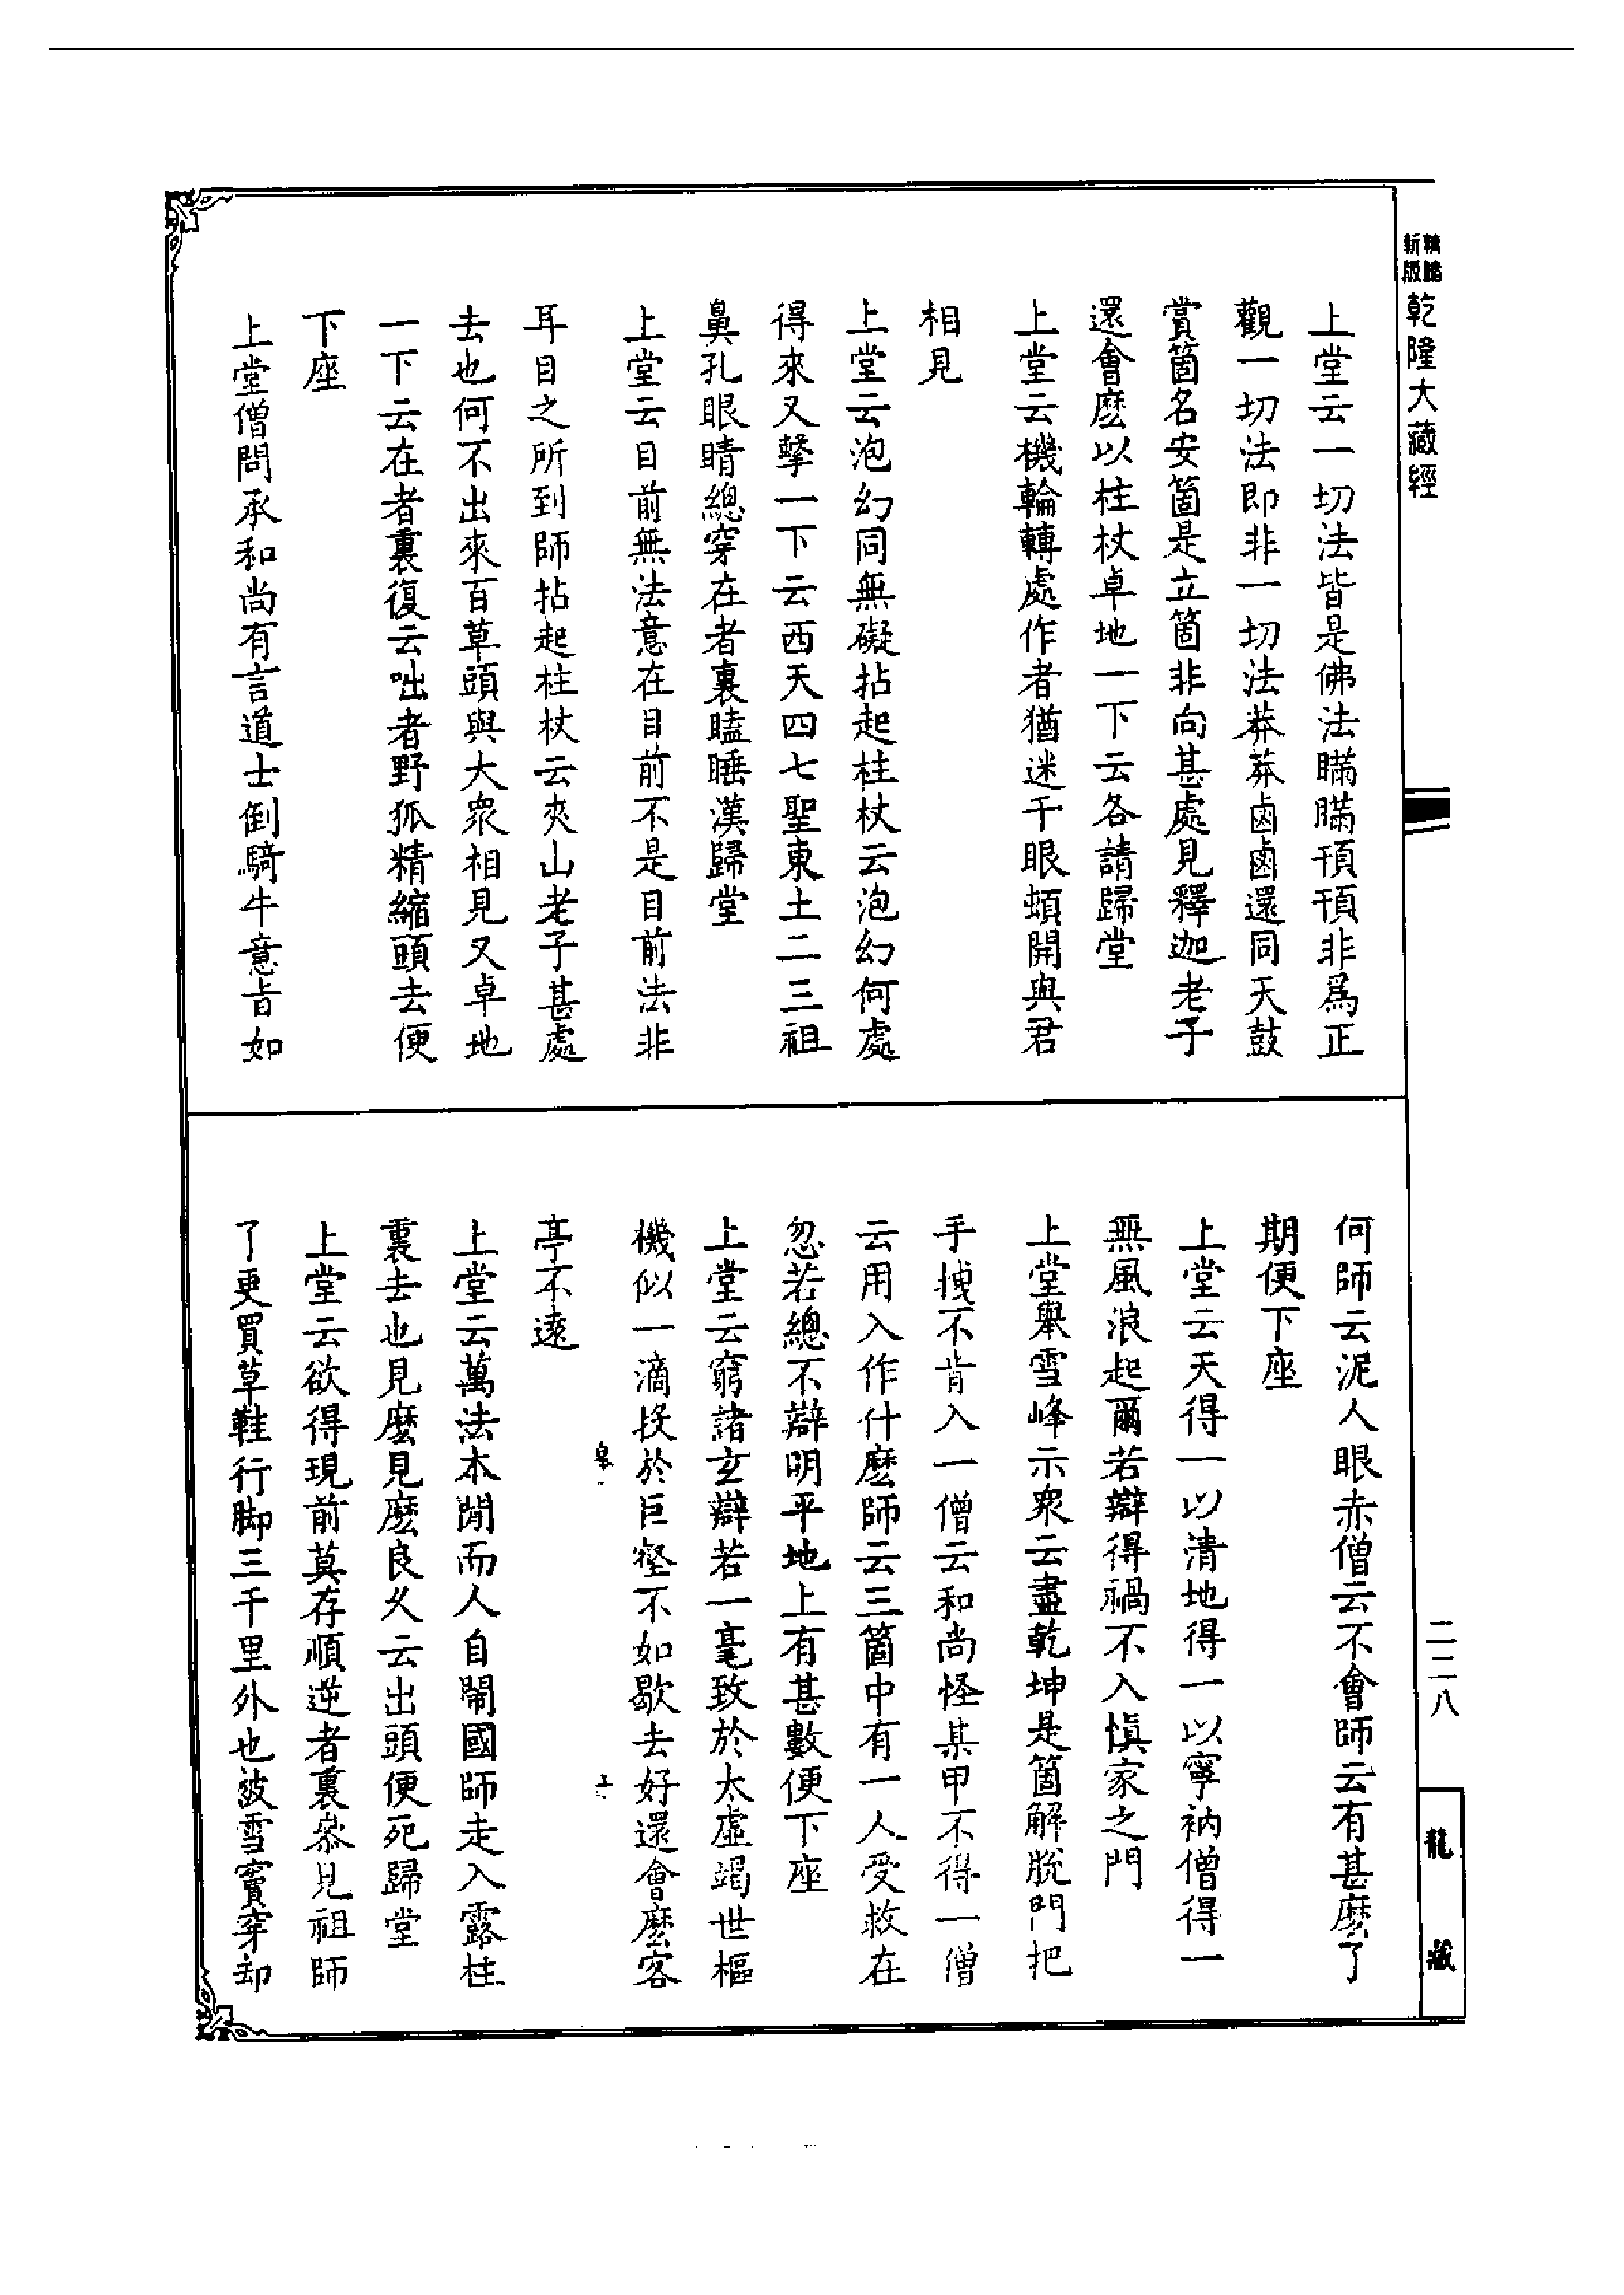 新版精縮
乾隆大藏經
上堂云一切法皆是佛法瞞瞞頇頇非爲正
觀一切法即非一切法莽莽鹵鹵還同天鼓
賞箇名安箇是立箇非向甚處見釋迦老子
還會麽以柱杖卓地一下云各請歸堂
上堂云機輪轉處作者猶迷千眼頓開與君
相見
上堂云泡幻同無礙拈起柱杖云泡幻何處
得來又擊一下云西天四七聖東土二三祖
鼻孔眼睛總穿在者裏瞌睡漢歸堂
上堂云目前無法意在目前不是目前法非
耳目之所到師拈起柱杖云夾山老子甚處
去也何不出來百草頭與大衆相見又卓地
一下云在者裏復云咄者野狐精縮頭去便
下座
上堂僧問承和尚有言道士倒騎牛意旨如
何師云泥人眼赤僧云不會師云有甚麽了
期便下座
上堂云天得一以清地得一以寧衲僧得一
無風浪起爾若辯得禍不入慎家之門
上堂舉雪峰示衆云盡乾坤是箇解脫門把
手拽不肯入一僧云和尚怪某甲不得一僧
云用入作什麽師云三箇中有一人受救在
忽若總不辯明平地上有甚數便下座
上堂云窮諸玄辯若一毫致於太虛竭世樞
機似一滴投於巨壑不如歇去好還會麽客
亭不遠
上堂云萬法本閒而人自鬧國師走入露柱
裏去也見麽見麽良久云出頭便死歸堂
上堂云欲得現前莫存順逆者裏叅見祖師
了更買草鞋行脚三千里外也被雪竇穿却
二二八
龍藏